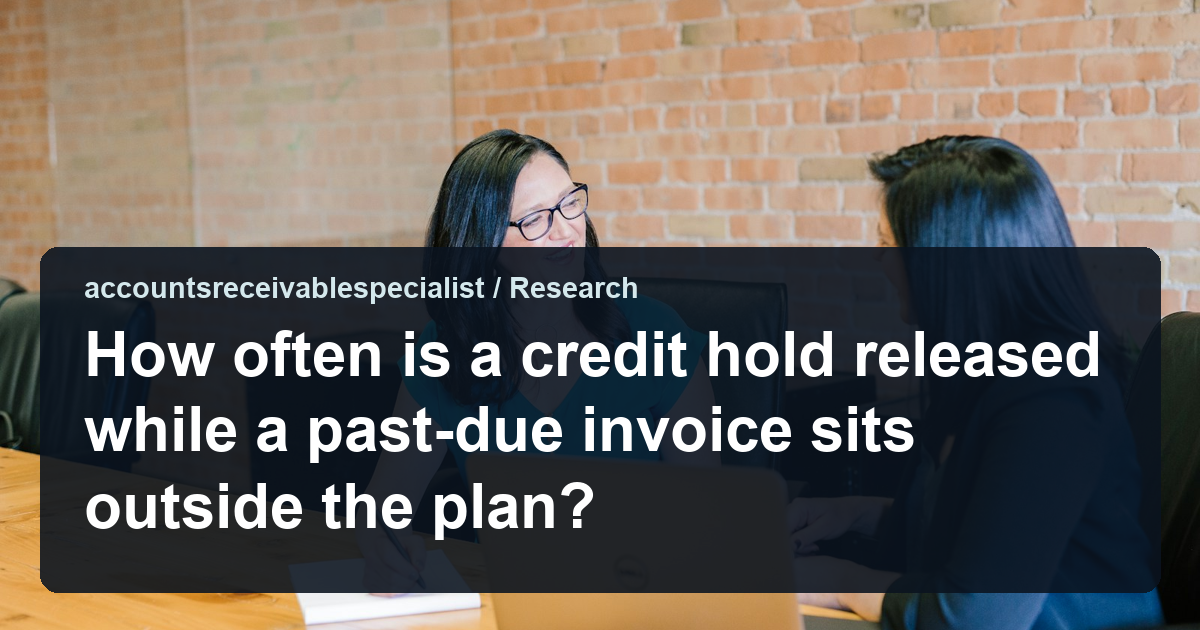 accountsreceivablespecialist / Research
How often is a credit hold released
while a past-due invoice sits
outside the plan?